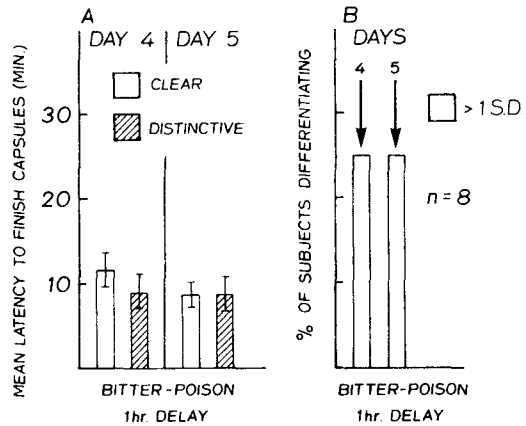 A
DAY 4
DAY 5
MEAN LATENCY TO FINISH CAPSULES (MIN.)
30
20
10
CLEAR
DISTINCTIVE
BITTER-POISON
1hr. DELAY
B
DAYS
4
5
> 1 S.D.
n = 8
% OF SUBJECTS DIFFERENTIATING
BITTER-POISON
1hr. DELAY